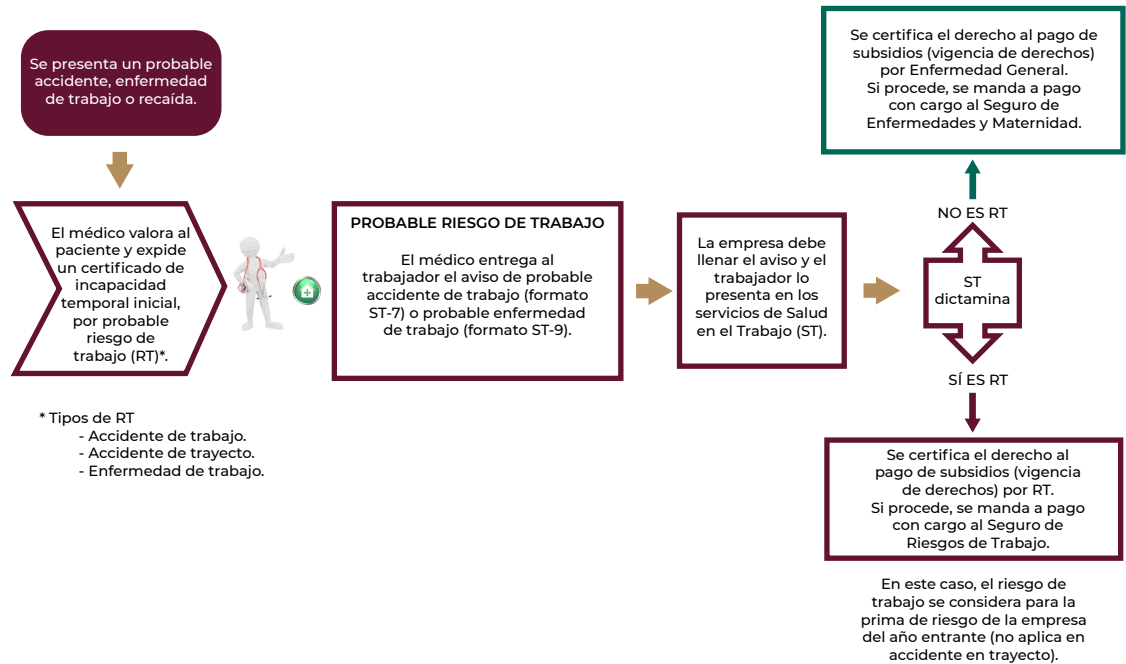 Se presenta un probable
accidente, enfermedad
de trabajo o recaída.
El médico valora al
paciente y expide
un certificado de
incapacidad
temporal inicial,
por probable
riesgo de
trabajo (RT)*.
* Tipos de RT
- Accidente de trabajo.
- Accidente de trayecto.
- Enfermedad de trabajo.
PROBABLE RIESGO DE TRABAJO
El médico entrega al
trabajador el aviso de probable
accidente de trabajo (formato
ST-7) o probable enfermedad
de trabajo (formato ST-9).
La empresa debe
llenar el aviso y el
trabajador lo
presenta en los
servicios de Salud
en el Trabajo (ST).
ST
dictamina
NO ES RT
Se certifica el derecho al pago de
subsidios (vigencia de derechos)
por Enfermedad General.
Si procede, se manda a pago
con cargo al Seguro de
Enfermedades y Maternidad.
SÍ ES RT
Se certifica el derecho al
pago de subsidios (vigencia
de derechos) por RT.
Si procede, se manda a pago
con cargo al Seguro de
Riesgos de Trabajo.
En este caso, el riesgo de
trabajo se considera para la
prima de riesgo de la empresa
del año entrante (no aplica en
accidente en trayecto).